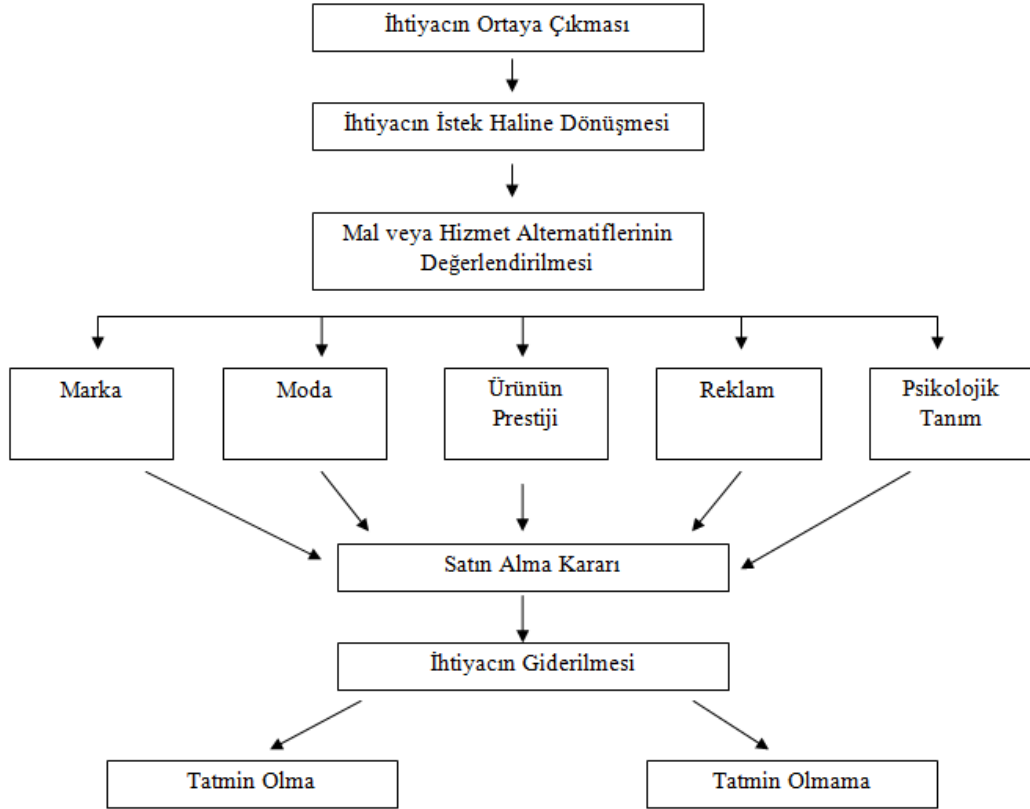 İhtiyacın Ortaya Çıkması
İhtiyacın İstek Haline Dönüşmesi
Mal veya Hizmet Alternatiflerinin
Değerlendirilmesi
Marka
Moda
Ürünün
Prestiji
Reklam
Psikolojik
Tanım
Satın Alma Kararı
İhtiyacın Giderilmesi
Tatmin Olma
Tatmin Olmama